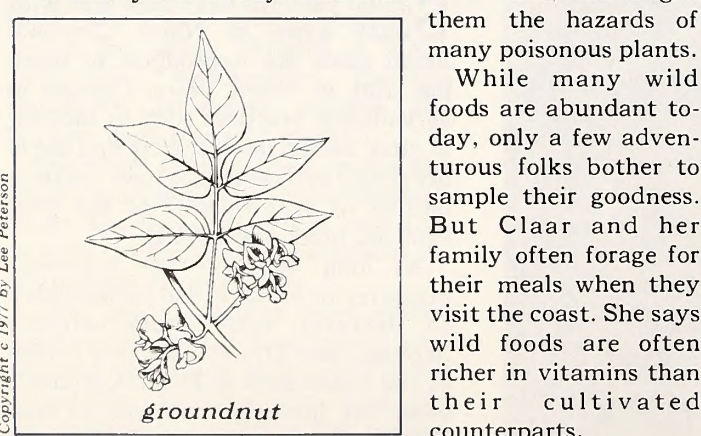 Copyright c 1977 by Lee Peterson
groundnut
them the hazards of
many poisonous plants.
While many wild
foods are abundant to-
day, only a few adven-
turous folks bother to
sample their goodness.
But Claar and her
family often forage for
their meals when they
visit the coast. She says
wild foods are often
richer in vitamins than
their cultivated
counterparts.